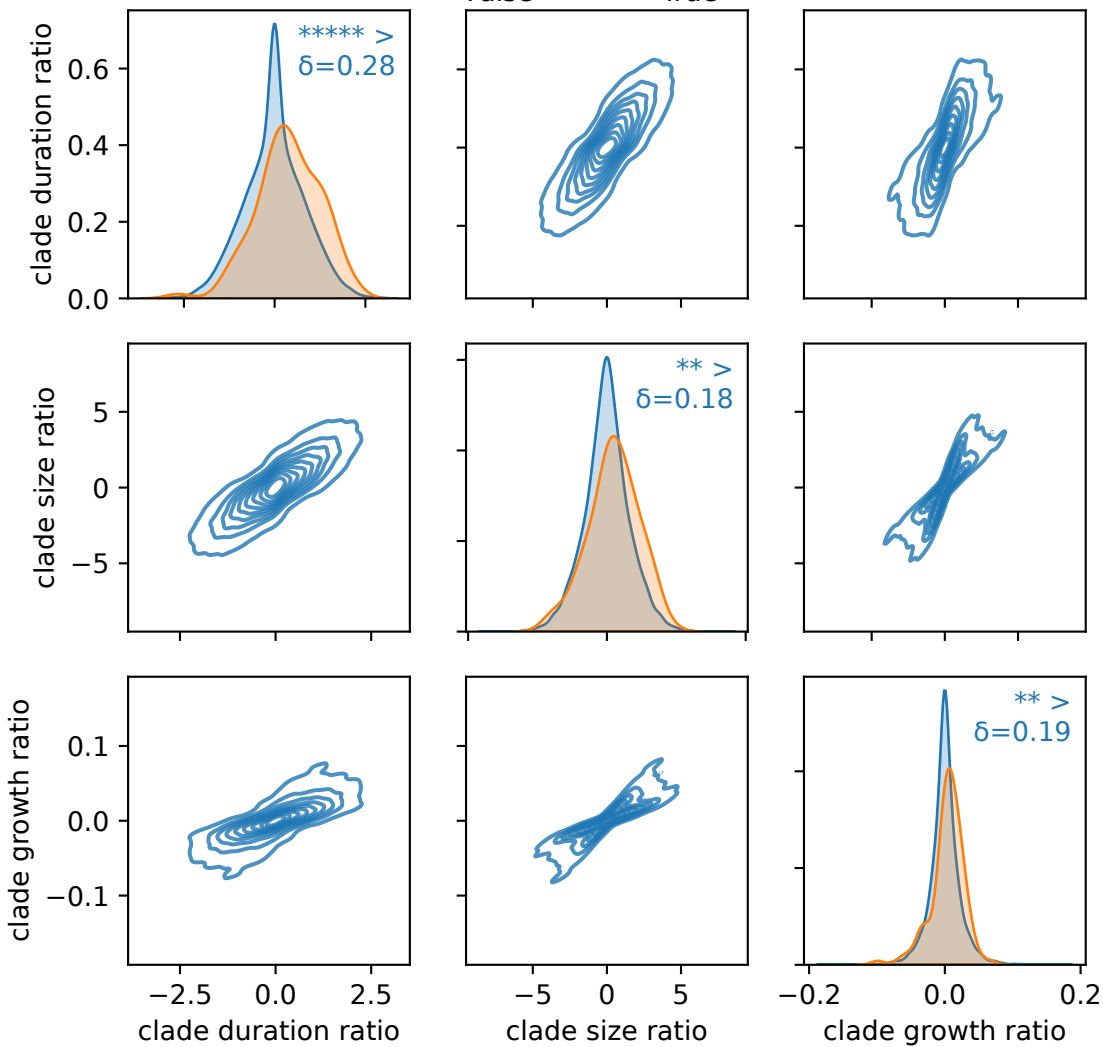 clade duration ratio
0.6
0.4
0.2
0.0
***** >
δ=0.28
clade size ratio
5
0
−5
** >
δ=0.18
clade growth ratio
0.1
0.0
−0.1
** >
δ=0.19
−2.5 0.0 2.5
−5 0 5
−0.2 0.0 0.2
clade duration ratio
clade size ratio
clade growth ratio